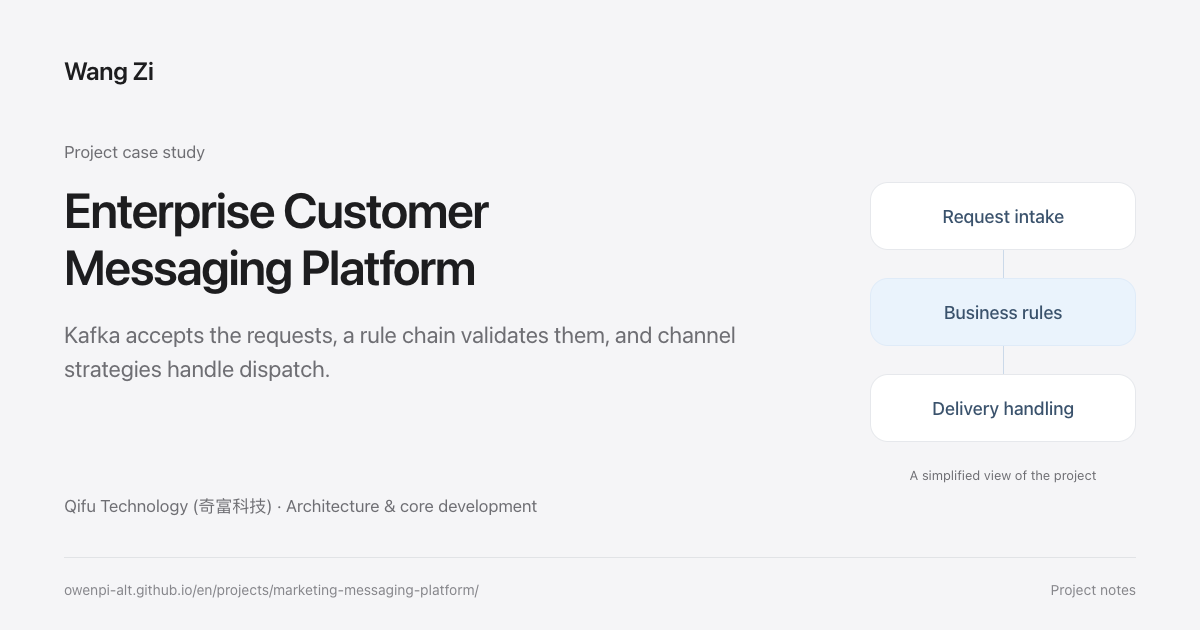 Wang Zi
Project case study
Enterprise Customer
Messaging Platform
Kafka accepts the requests, a rule chain validates them, and channel
strategies handle dispatch.
Request intake
Business rules
Delivery handling
A simplified view of the project
Qifu Technology (奇富科技) · Architecture & core development
owenpi-alt.github.io/en/projects/marketing-messaging-platform/
Project notes